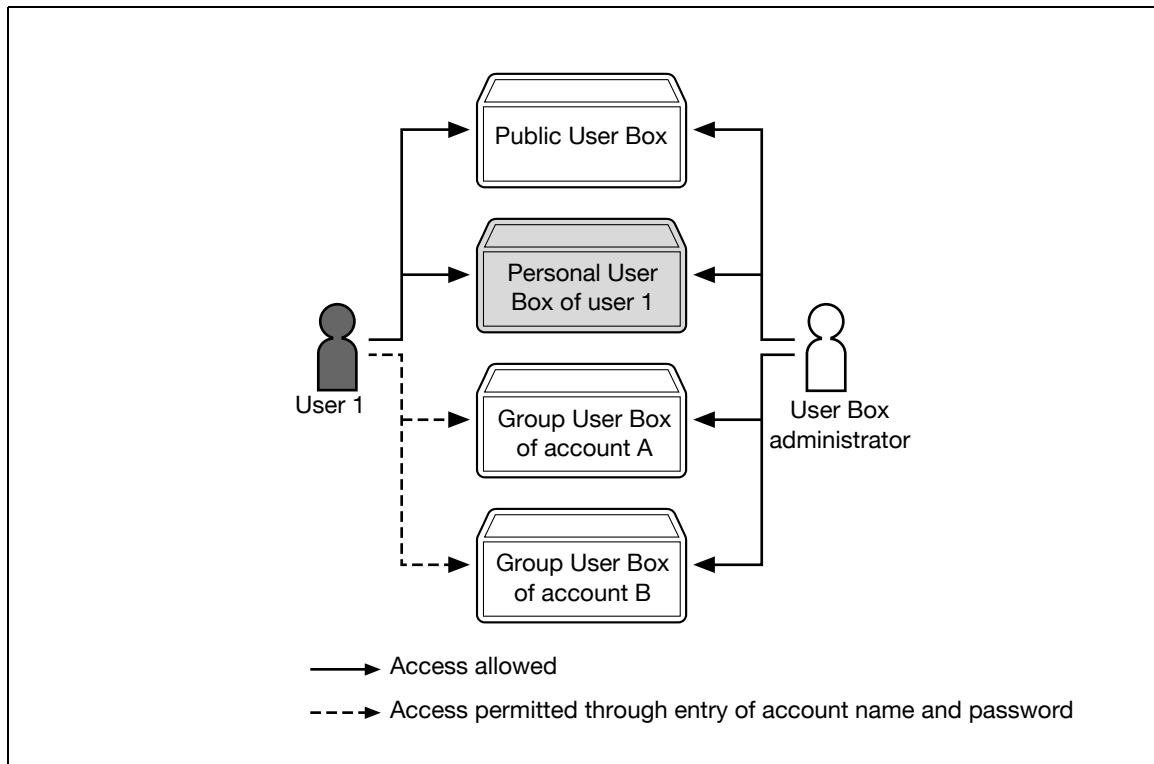 Public User Box
Personal User
Box of user 1
User 1
Group User Box
of account A
User Box
administrator
Group User Box
of account B
Access allowed
Access permitted through entry of account name and password